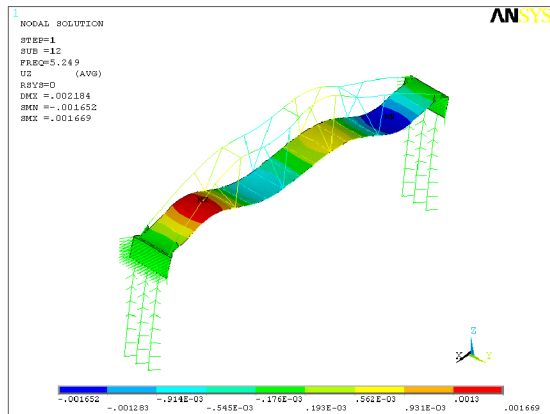 1
ANSYS
NODAL SOLUTION
STEP=1
SUB =12
FREQ=5.249
UZ (AVG)
RSYS=0
DMX =.002184
SMN =-.001652
SMX =.001669
MX
Z
X Y
-.001652 -.914E-03 -.176E-03 .562E-03 .0013
-.001283 -.545E-03 .193E-03 .931E-03 .001669